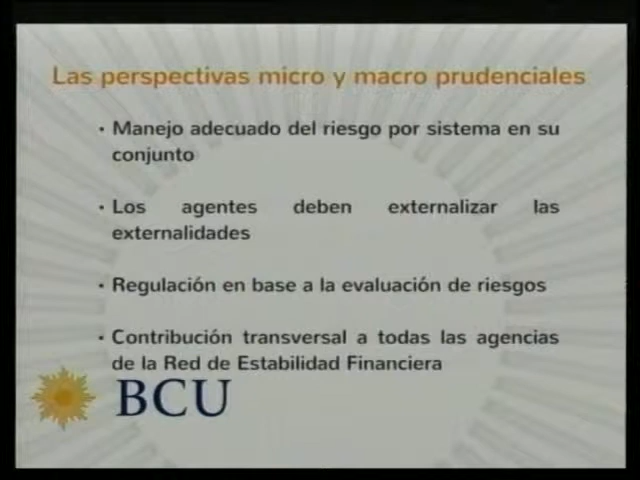 Las perspectivas micro y macro prudenciales
• Manejo adecuado del riesgo por sistema en su
conjunto
• Los agentes deben externalizar las
externalidades
• Regulación en base a la evaluación de riesgos
• Contribución transversal a todas las agencias
de la Red de Estabilidad Financiera
BCU